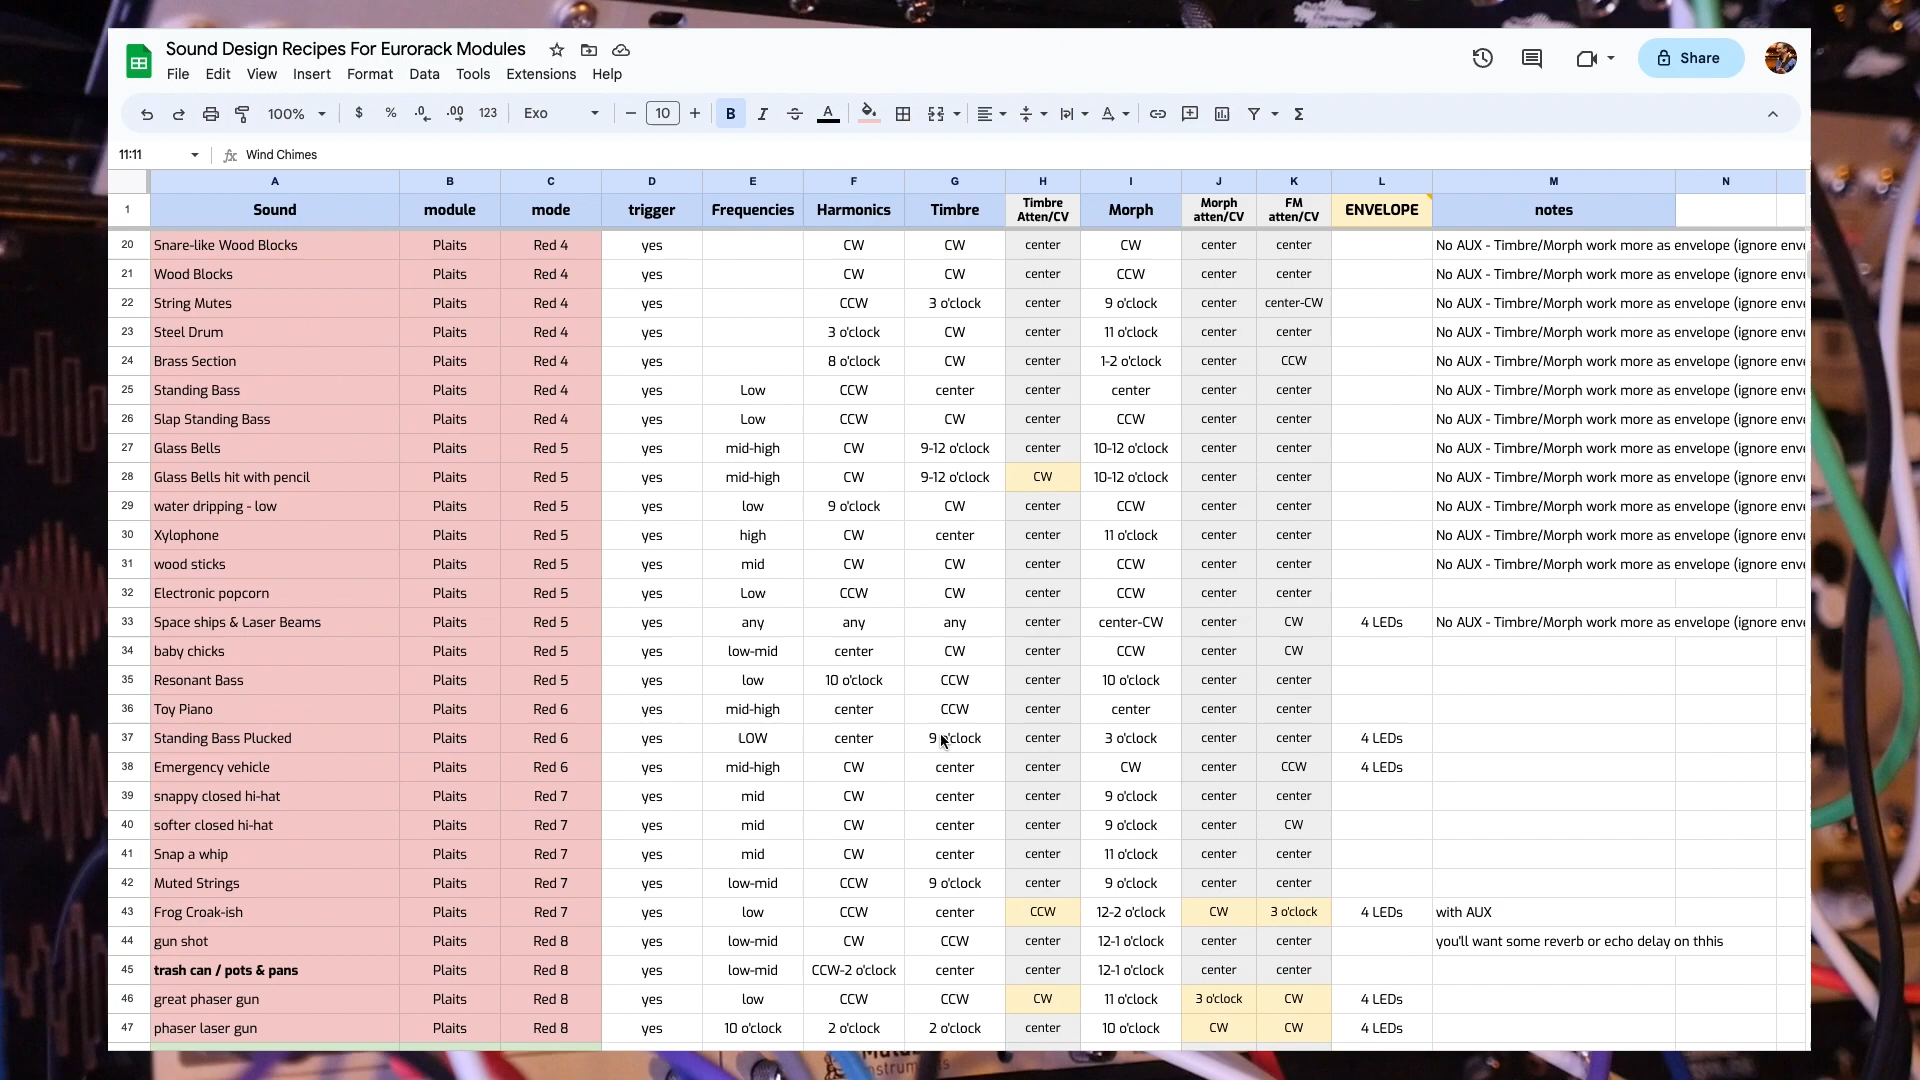 Sound Design Recipes For Eurorack Modules
File Edit View Insert Format Data Tools Extensions Help
Share
100% $ % .0 .00 123 Exo 10 B I A
11:11 fx Wind Chimes
A B C D E F G H I J K L M N
1 Sound module mode trigger Frequencies Harmonics Timbre Timbre Atten/CV Morph Morph atten/CV FM atten/CV ENVELOPE notes
20 Snare-like Wood Blocks Plaits Red 4 yes CW CW center CW center center No AUX - Timbre/Morph work more as envelope (ignore enve
21 Wood Blocks Plaits Red 4 yes CW CW center CCW center center No AUX - Timbre/Morph work more as envelope (ignore enve
22 String Mutes Plaits Red 4 yes CCW 3 o'clock center 9 o'clock center center-CW No AUX - Timbre/Morph work more as envelope (ignore enve
23 Steel Drum Plaits Red 4 yes 3 o'clock CW center 11 o'clock center center No AUX - Timbre/Morph work more as envelope (ignore enve
24 Brass Section Plaits Red 4 yes 8 o'clock CW center 1-2 o'clock center CCW No AUX - Timbre/Morph work more as envelope (ignore enve
25 Standing Bass Plaits Red 4 yes Low CCW center center center center center No AUX - Timbre/Morph work more as envelope (ignore enve
26 Slap Standing Bass Plaits Red 4 yes Low CCW CW center CCW center center No AUX - Timbre/Morph work more as envelope (ignore enve
27 Glass Bells Plaits Red 5 yes mid-high CW 9-12 o'clock center 10-12 o'clock center center No AUX - Timbre/Morph work more as envelope (ignore enve
28 Glass Bells hit with pencil Plaits Red 5 yes mid-high CW 9-12 o'clock CW 10-12 o'clock center center No AUX - Timbre/Morph work more as envelope (ignore enve
29 water dripping - low Plaits Red 5 yes low 9 o'clock CW center CCW center center No AUX - Timbre/Morph work more as envelope (ignore enve
30 Xylophone Plaits Red 5 yes high CW center center 11 o'clock center center No AUX - Timbre/Morph work more as envelope (ignore enve
31 wood sticks Plaits Red 5 yes mid CW CW center CCW center center No AUX - Timbre/Morph work more as envelope (ignore enve
32 Electronic popcorn Plaits Red 5 yes Low CCW CW center CCW center center
33 Space ships & Laser Beams Plaits Red 5 yes any any any center center-CW center CW 4 LEDs No AUX - Timbre/Morph work more as envelope (ignore enve
34 baby chicks Plaits Red 5 yes low-mid center CW center CCW center CW
35 Resonant Bass Plaits Red 5 yes low 10 o'clock CCW center 10 o'clock center center
36 Toy Piano Plaits Red 6 yes mid-high center CCW center center center center
37 Standing Bass Plucked Plaits Red 6 yes LOW center 9 o'clock center 3 o'clock center center 4 LEDs
38 Emergency vehicle Plaits Red 6 yes mid-high CW center center CW center CCW 4 LEDs
39 snappy closed hi-hat Plaits Red 7 yes mid CW center center 9 o'clock center center
40 softer closed hi-hat Plaits Red 7 yes mid CW center center 9 o'clock center CW
41 Snap a whip Plaits Red 7 yes mid CW center center 11 o'clock center center
42 Muted Strings Plaits Red 7 yes low-mid CCW 9 o'clock center 9 o'clock center center
43 Frog Croak-ish Plaits Red 7 yes low CCW center CCW 12-2 o'clock CW 3 o'clock 4 LEDs with AUX
44 gun shot Plaits Red 8 yes low-mid CW CCW center 12-1 o'clock center center you'll want some reverb or echo delay on thhis
45 trash can / pots & pans Plaits Red 8 yes low-mid CCW-2 o'clock center center 12-1 o'clock center center
46 great phaser gun Plaits Red 8 yes low CCW CCW CW 11 o'clock 3 o'clock CW 4 LEDs
47 phaser laser gun Plaits Red 8 yes 10 o'clock 2 o'clock 2 o'clock center 10 o'clock CW CW 4 LEDs